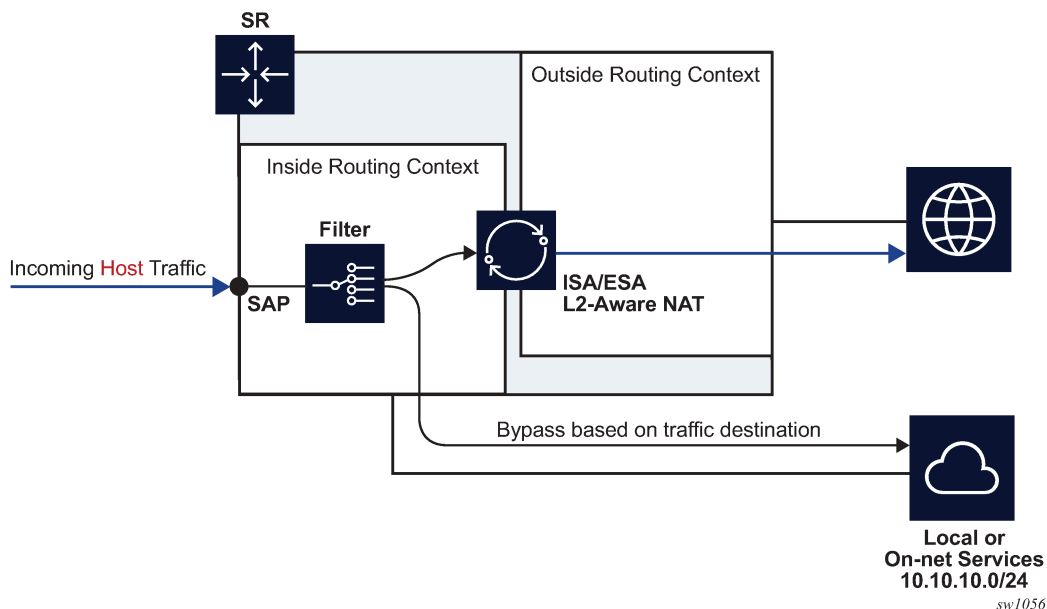 SR
Outside Routing Context
Inside Routing Context
Filter
Incoming Host Traffic
SAP
ISA/ESA
L2-Aware NAT
Bypass based on traffic destination
Local or
On-net Services
10.10.10.0/24
sw1056